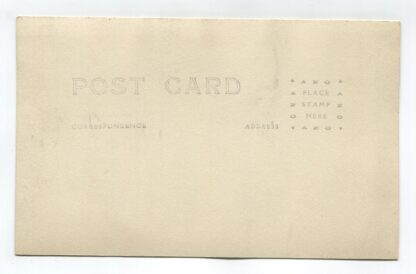 POST CARD
CORRESPONDENCE
ADDRESS
AZO
PLACE
STAMP
HERE
AZO